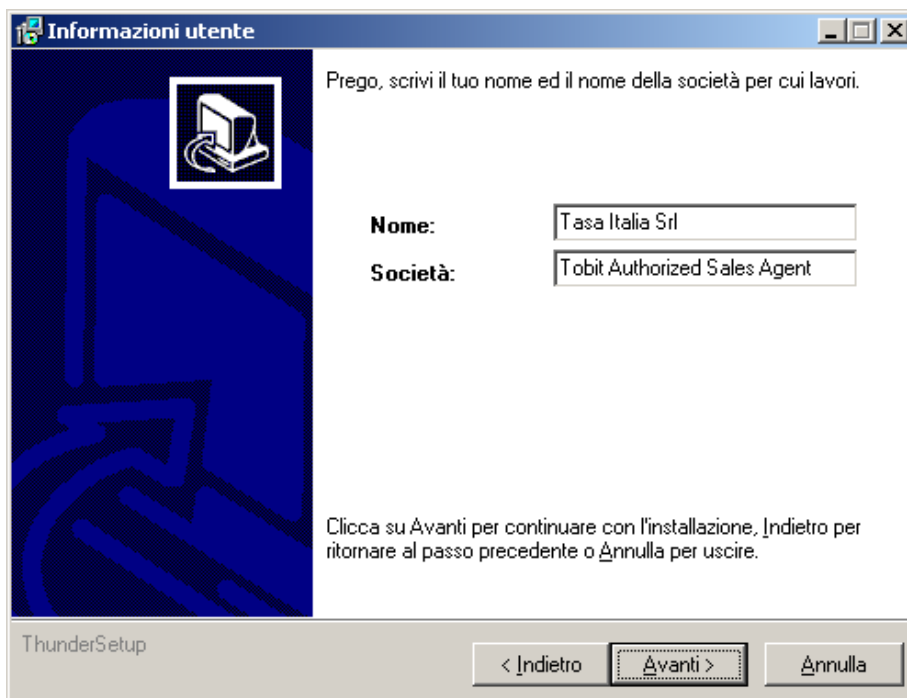 Informazioni utente
Prego, scrivi il tuo nome ed il nome della società per cui lavori.
Nome: Tasa Italia Srl
Società: Tobit Authorized Sales Agent
Clicca su Avanti per continuare con l'installazione, Indietro per
ritornare al passo precedente o Annulla per uscire.
ThunderSetup
< Indietro Avanti > Annulla